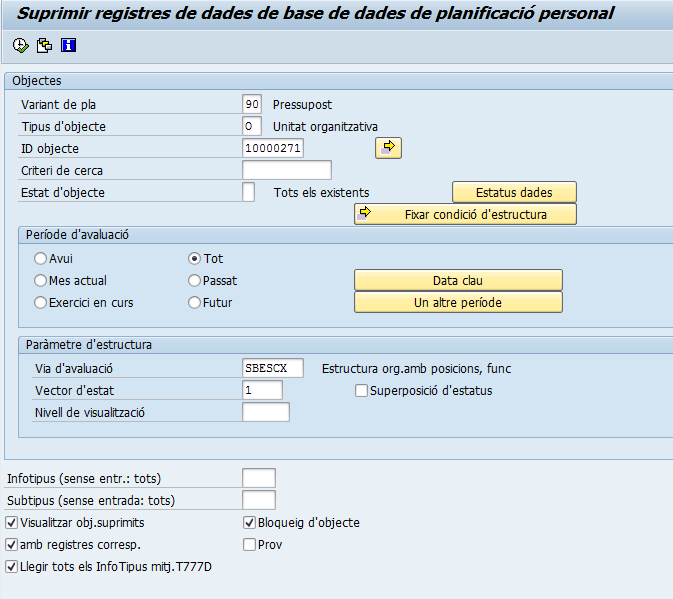 Suprimir registres de dades de base de dades de planificació personal
Objectes
Variant de pla 90 Pressupost
Tipus d'objecte O Unitat organitzativa
ID objecte 10000271
Criteri de cerca
Estat d'objecte Tots els existents Estatus dades
Fixar condició d'estructura
Període d'avaluació
Avui Tot
Mes actual Passat Data clau
Exercici en curs Futur Un altre període
Paràmetre d'estructura
Via d'avaluació SBESCX Estructura org.amb posicions, func
Vector d'estat 1 Superposició d'estatus
Nivell de visualització
Infotipus (sense entr.: tots)
Subtipus (sense entrada: tots)
Visualitzar obj.suprimits Bloqueig d'objecte
amb registres corresp. Prov
Llegir tots els InfoTipus mitj.T777D